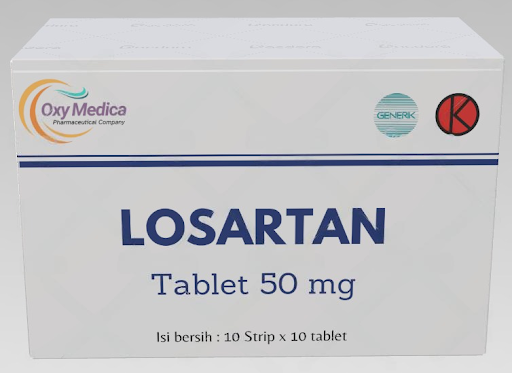 Oxy Medica
Pharmaceutical Company
GENERIK
K
LOSARTAN
Tablet 50 mg
Isi bersih : 10 Strip x 10 tablet